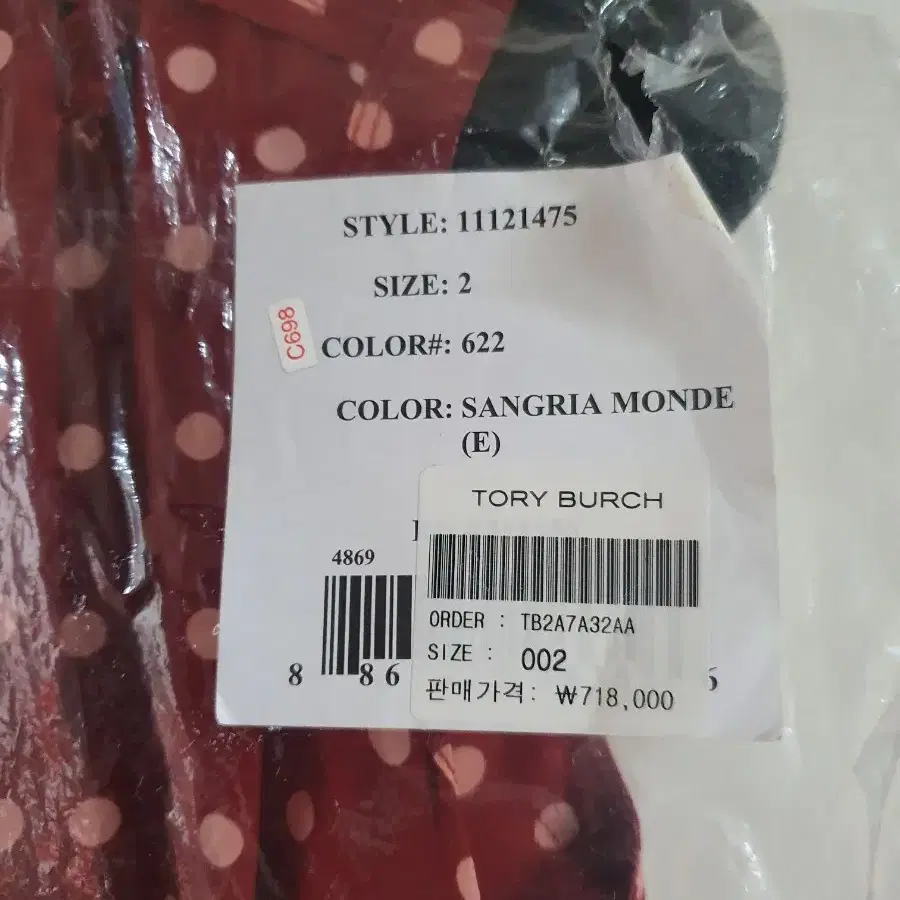 STYLE: 11121475
SIZE: 2
C698
COLOR#: 622
COLOR: SANGRIA MONDE
(E)
TORY BURCH
4869
ORDER : TB2A7A32AA
SIZE : 002
8 86
판매가격: ₩718,000